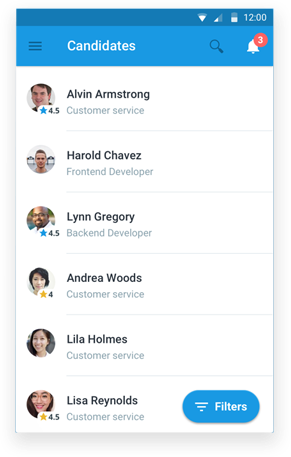 12:00
Candidates
3
Alvin Armstrong
4.5
Customer service
Harold Chavez
Frontend Developer
Lynn Gregory
4.5
Backend Developer
Andrea Woods
4
Customer service
Lila Holmes
Customer service
Lisa Reynolds
4.5
Customer service
Filters